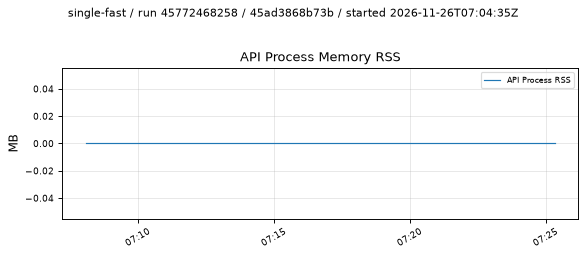 single-fast / run 45772468258 / 45ad3868b73b / started 2026-11-26T07:04:35Z
API Process Memory RSS
API Process RSS
MB
0.04
0.02
0.00
−0.02
−0.04
07:10
07:15
07:20
07:25